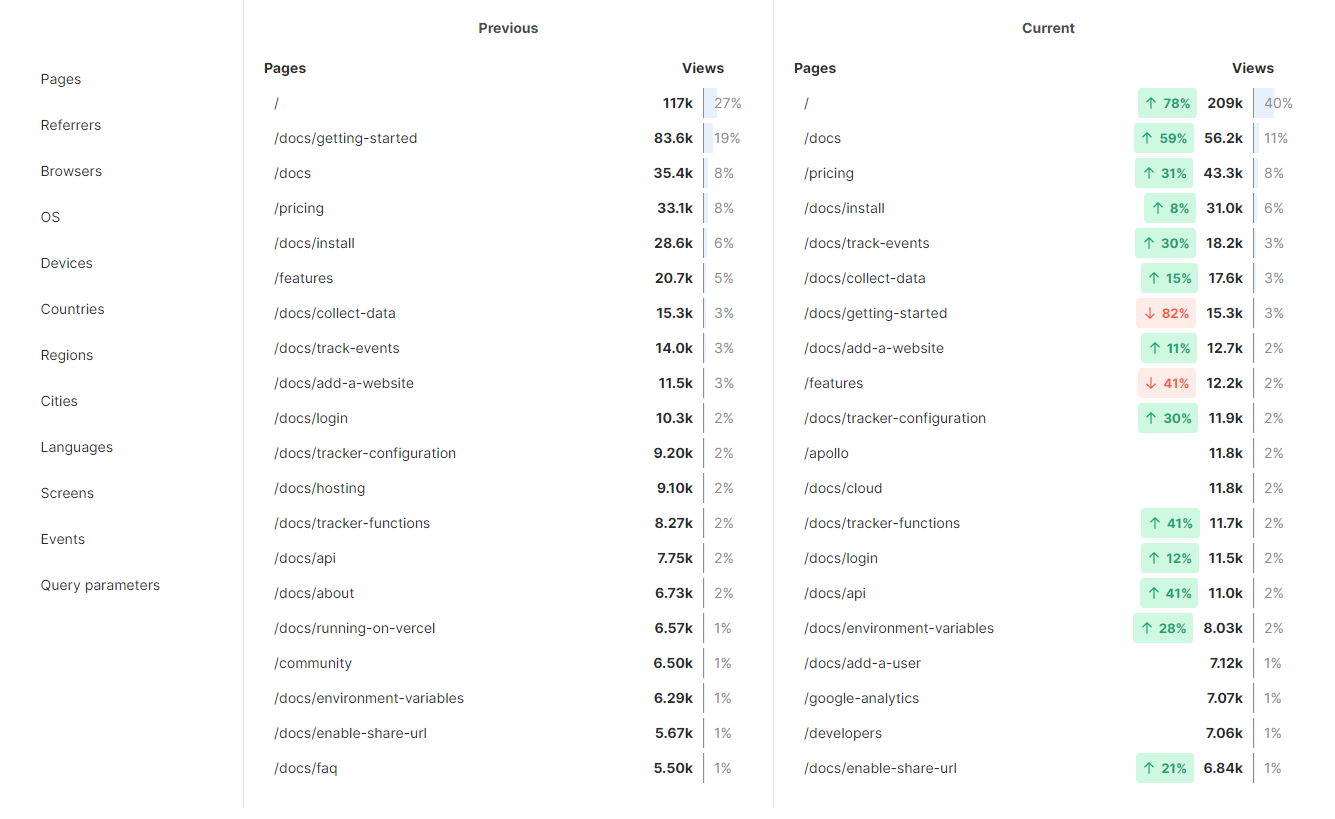 Pages
Referrers
Browsers
OS
Devices
Countries
Regions
Cities
Languages
Screens
Events
Query parameters
Previous
Pages Views
/ 117k 27%
/docs/getting-started 83.6k 19%
/docs 35.4k 8%
/pricing 33.1k 8%
/docs/install 28.6k 6%
/features 20.7k 5%
/docs/collect-data 15.3k 3%
/docs/track-events 14.0k 3%
/docs/add-a-website 11.5k 3%
/docs/login 10.3k 2%
/docs/tracker-configuration 9.20k 2%
/docs/hosting 9.10k 2%
/docs/tracker-functions 8.27k 2%
/docs/api 7.75k 2%
/docs/about 6.73k 2%
/docs/running-on-vercel 6.57k 1%
/community 6.50k 1%
/docs/environment-variables 6.29k 1%
/docs/enable-share-url 5.67k 1%
/docs/faq 5.50k 1%
Current
Pages Views
/ ↑ 78% 209k 40%
/docs ↑ 59% 56.2k 11%
/pricing ↑ 31% 43.3k 8%
/docs/install ↑ 8% 31.0k 6%
/docs/track-events ↑ 30% 18.2k 3%
/docs/collect-data ↑ 15% 17.6k 3%
/docs/getting-started ↓ 82% 15.3k 3%
/docs/add-a-website ↑ 11% 12.7k 2%
/features ↓ 41% 12.2k 2%
/docs/tracker-configuration ↑ 30% 11.9k 2%
/apollo 11.8k 2%
/docs/cloud 11.8k 2%
/docs/tracker-functions ↑ 41% 11.7k 2%
/docs/login ↑ 12% 11.5k 2%
/docs/api ↑ 41% 11.0k 2%
/docs/environment-variables ↑ 28% 8.03k 2%
/docs/add-a-user 7.12k 1%
/google-analytics 7.07k 1%
/developers 7.06k 1%
/docs/enable-share-url ↑ 21% 6.84k 1%